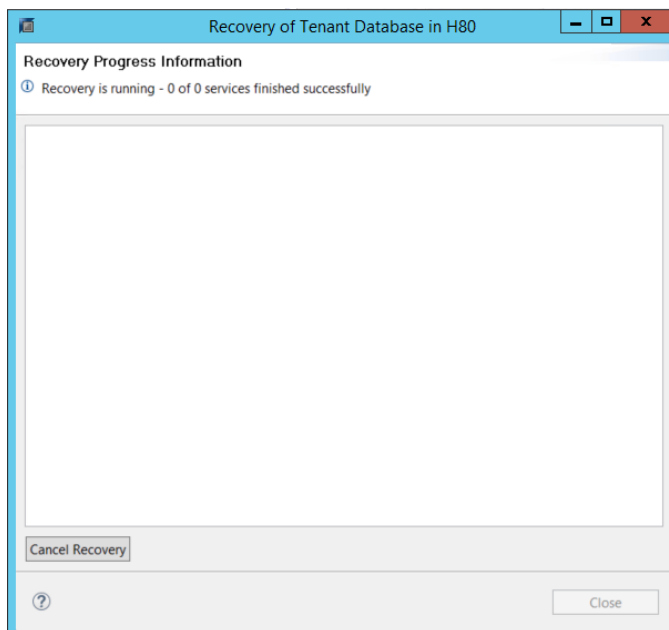 Recovery of Tenant Database in H80
Recovery Progress Information
Recovery is running - 0 of 0 services finished successfully
Cancel Recovery
Close